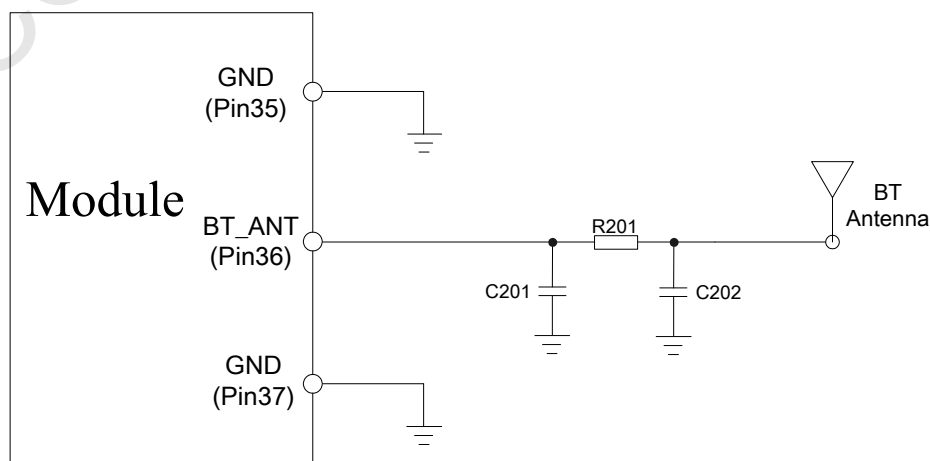 GND
(Pin35)
Module
BT_ANT
(Pin36)
BT
Antenna
R201
C201
C202
GND
(Pin37)